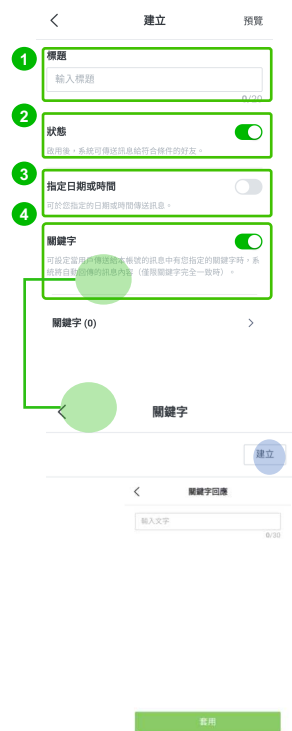 建立
預覽
1
標題
輸入標題
0/20
2
狀態
啟用後，系統可傳送訊息給符合條件的好友。
3
指定日期或時間
可於您指定的日期或時間傳送訊息。
4
關鍵字
可設定當用戶傳送給本帳號的訊息中有您指定的關鍵字時，系
統將自動回傳的訊息內容（僅限關鍵字完全一致時）。
關鍵字 (0)
關鍵字
建立
關鍵字回應
輸入文字
0/30
套用